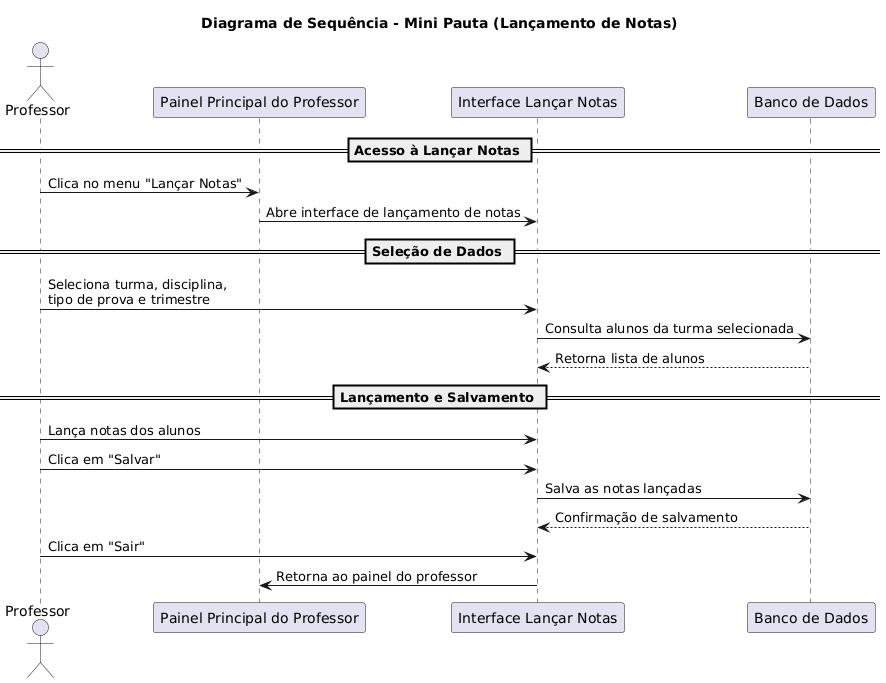 Diagrama de Sequência - Mini Pauta (Lançamento de Notas)
Professor
Painel Principal do Professor
Interface Lançar Notas
Banco de Dados
Acesso à Lançar Notas
Clica no menu "Lançar Notas"
Abre interface de lançamento de notas
Seleção de Dados
Seleciona turma, disciplina,
tipo de prova e trimestre
Consulta alunos da turma selecionada
Retorna lista de alunos
Lançamento e Salvamento
Lança notas dos alunos
Clica em "Salvar"
Salva as notas lançadas
Confirmação de salvamento
Clica em "Sair"
Retorna ao painel do professor
Professor
Painel Principal do Professor
Interface Lançar Notas
Banco de Dados